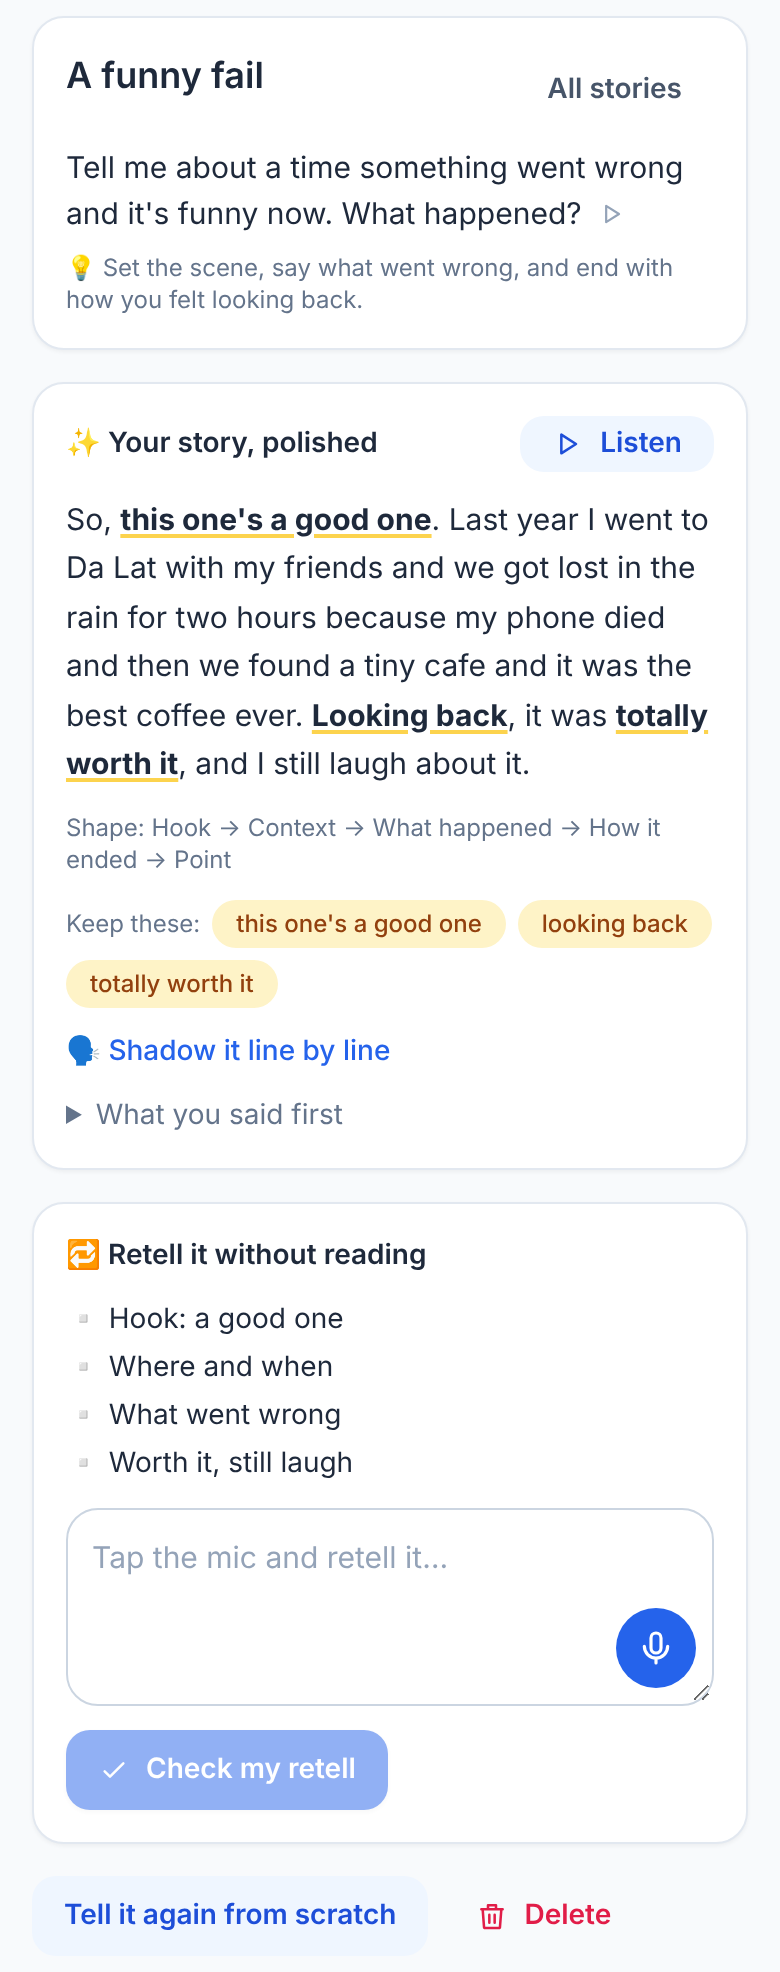 A funny fail
All stories
Tell me about a time something went wrong
and it's funny now. What happened?
💡 Set the scene, say what went wrong, and end with
how you felt looking back.
✨ Your story, polished
Listen
So, this one's a good one. Last year I went to
Da Lat with my friends and we got lost in the
rain for two hours because my phone died
and then we found a tiny cafe and it was the
best coffee ever. Looking back, it was totally
worth it, and I still laugh about it.
Shape: Hook → Context → What happened → How it
ended → Point
Keep these: this one's a good one looking back
totally worth it
🗣️ Shadow it line by line
▶ What you said first
🔁 Retell it without reading
▫️ Hook: a good one
▫️ Where and when
▫️ What went wrong
▫️ Worth it, still laugh
Tap the mic and retell it...
Check my retell
Tell it again from scratch
Delete